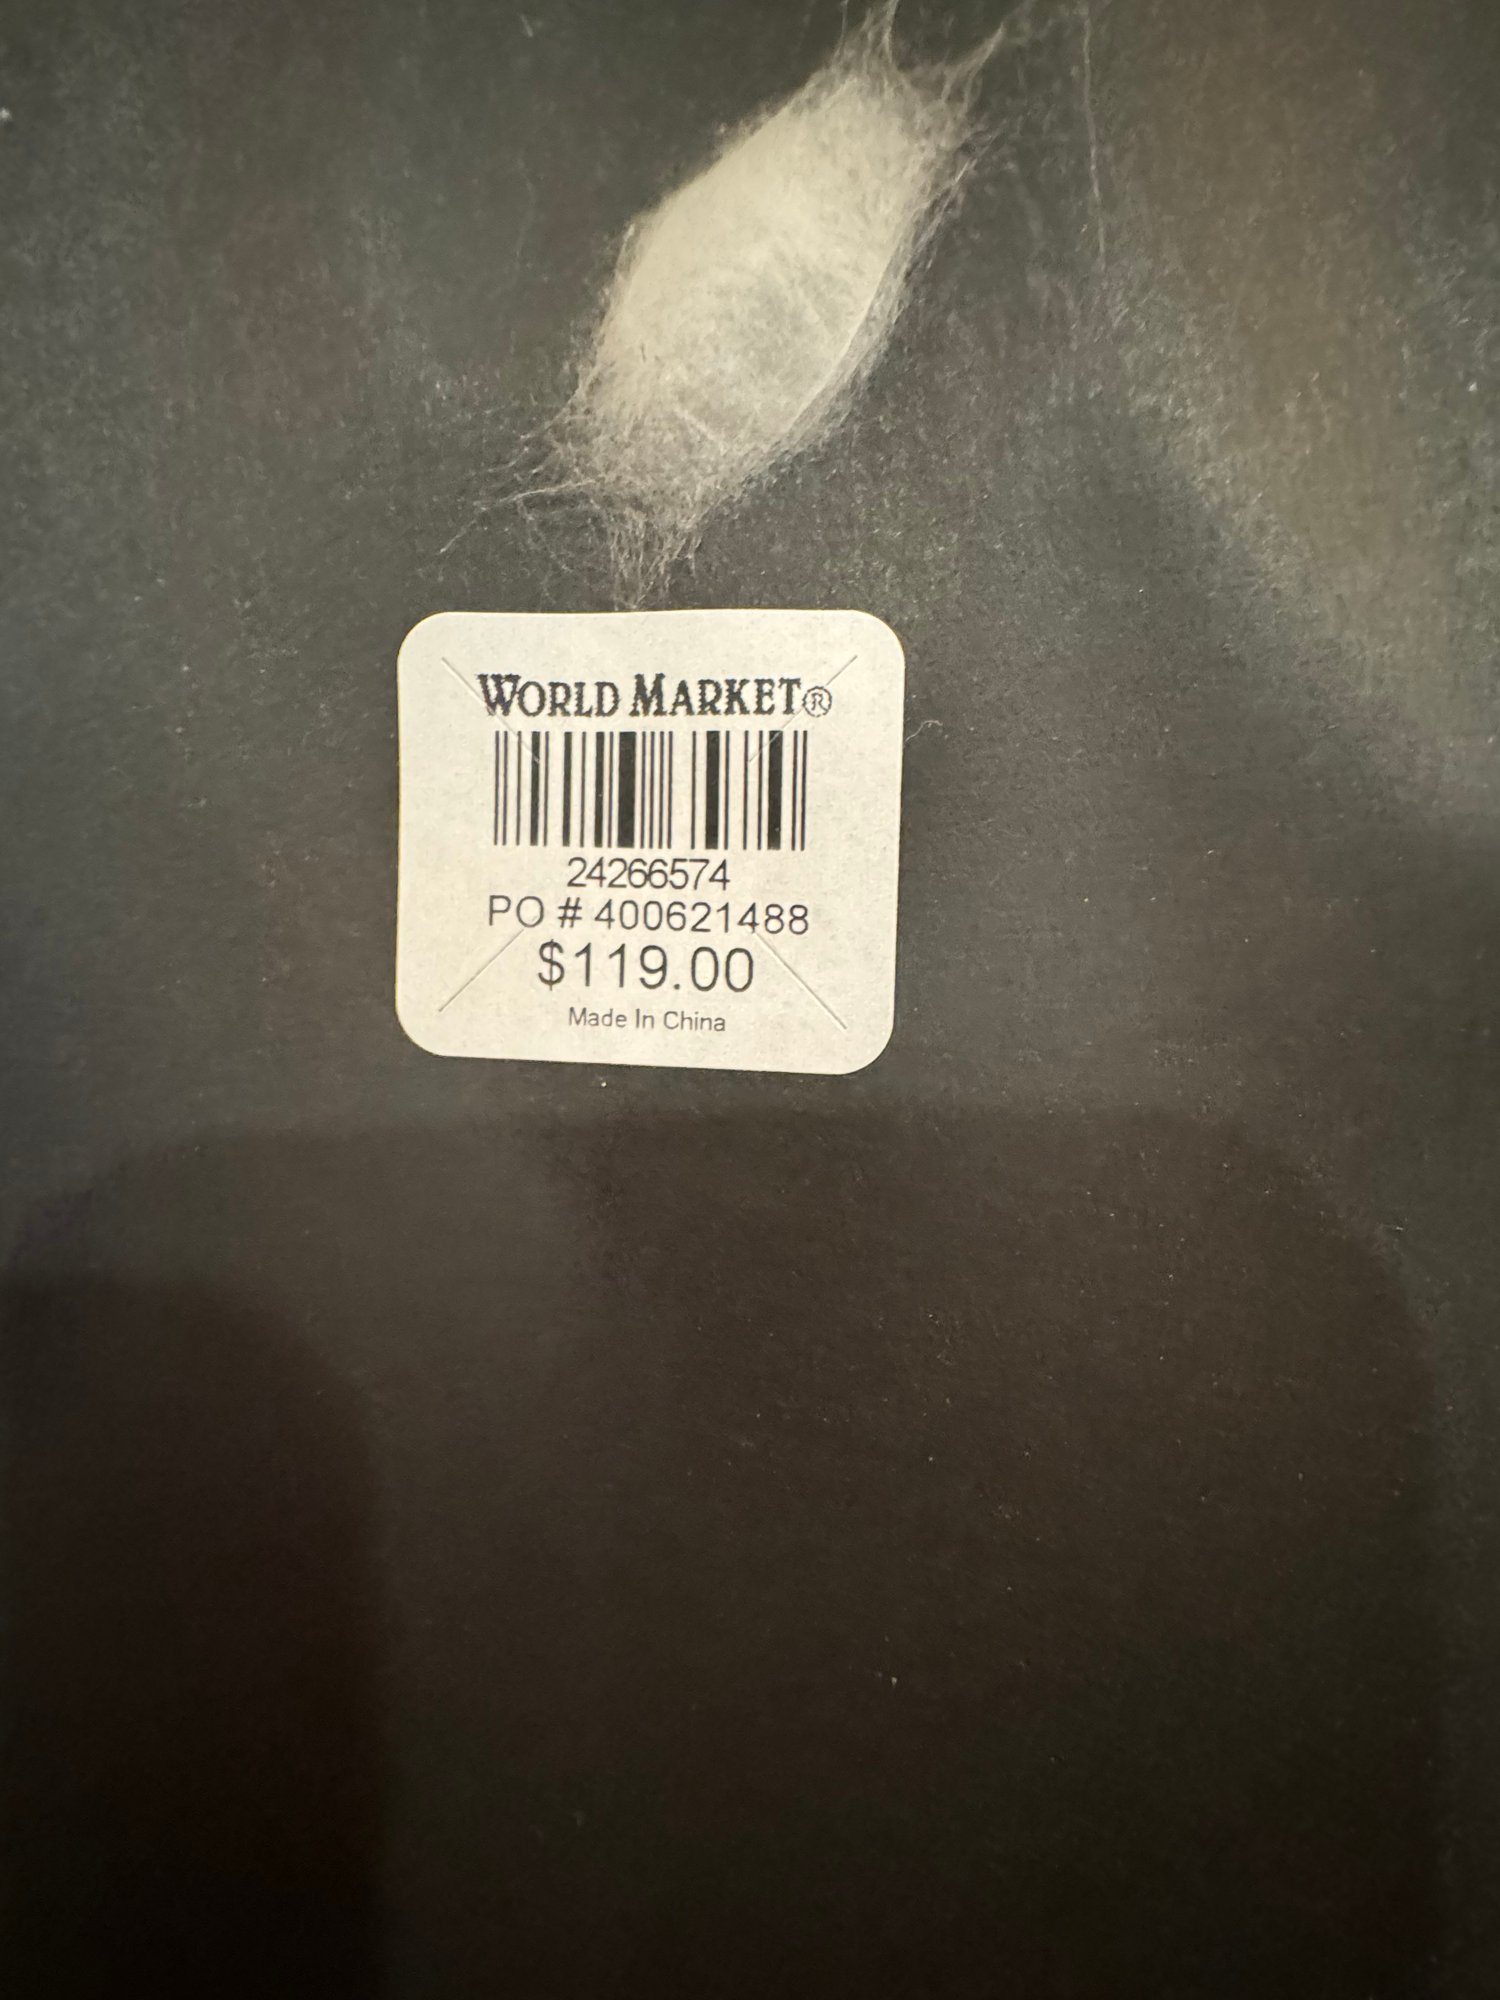 WORLD MARKET®
24266574
PO # 400621488
$119.00
Made In China